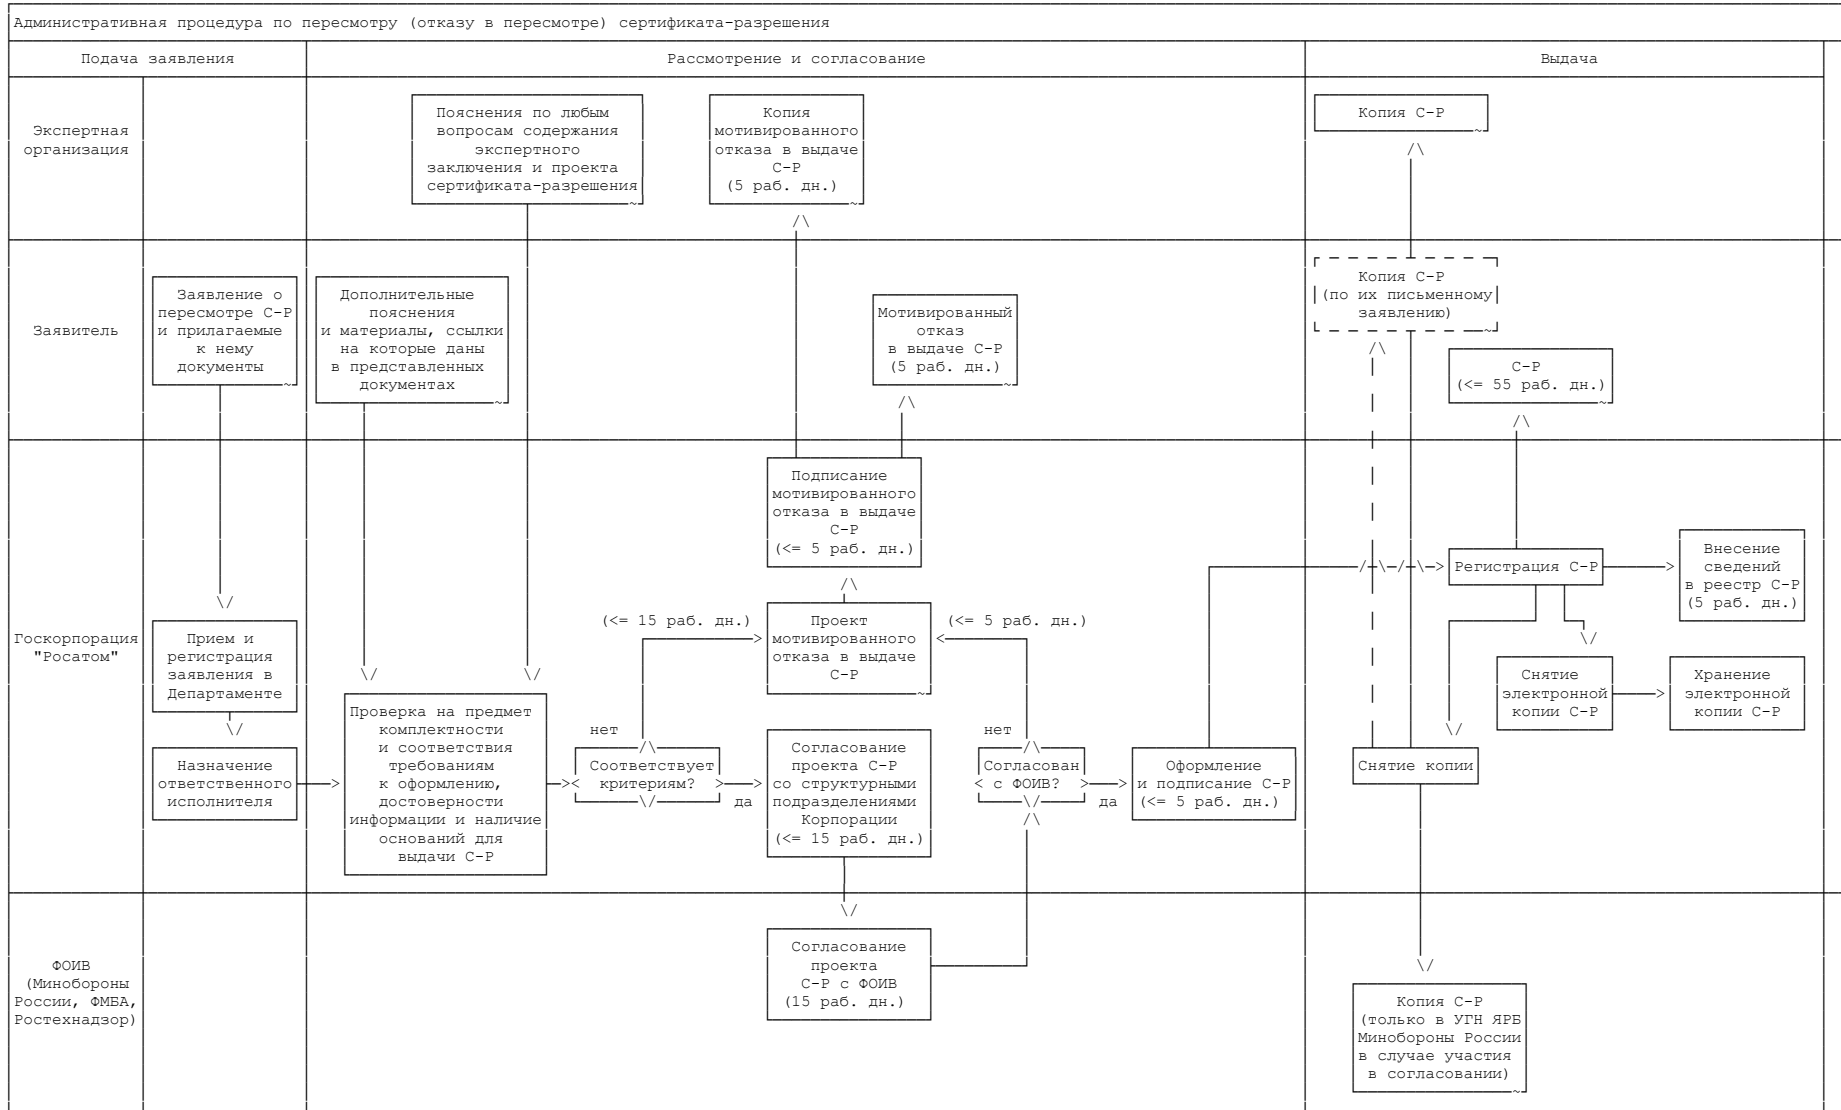 Административная процедура по пересмотру (отказу в пересмотре) сертификата-разрешения
Подача заявления
Рассмотрение и согласование
Выдача
Экспертная
организация
Пояснения по любым
вопросам содержания
экспертного
заключения и проекта
сертификата-разрешения
Копия
мотивированного
отказа в выдаче
С-Р
(5 раб. дн.)
Копия С-Р
Заявитель
Заявление о
пересмотре С-Р
и прилагаемые
к нему
документы
Дополнительные
пояснения
и материалы, ссылки
на которые даны
в представленных
документах
Мотивированный
отказ
в выдаче С-Р
(5 раб. дн.)
Копия С-Р
(по их письменному
заявлению)
С-Р
(<= 55 раб. дн.)
Госкорпорация
"Росатом"
Прием и
регистрация
заявления в
Департаменте
Назначение
ответственного
исполнителя
Проверка на предмет
комплектности
и соответствия
требованиям
к оформлению,
достоверности
информации и наличие
оснований для
выдачи С-Р
Соответствует
критериям?
нет
да
(<= 15 раб. дн.)
Подписание
мотивированного
отказа в выдаче
С-Р
(<= 5 раб. дн.)
Проект
мотивированного
отказа в выдаче
С-Р
(<= 5 раб. дн.)
Согласование
проекта С-Р
со структурными
подразделениями
Корпорации
(<= 15 раб. дн.)
нет
Согласован
с ФОИВ?
да
Оформление
и подписание С-Р
(<= 5 раб. дн.)
Регистрация С-Р
Внесение
сведений
в реестр С-Р
(5 раб. дн.)
Снятие
электронной
копии С-Р
Хранение
электронной
копии С-Р
Снятие копии
ФОИВ
(Минобороны
России, ФМБА,
Ростехнадзор)
Согласование
проекта
С-Р с ФОИВ
(15 раб. дн.)
Копия С-Р
(только в УГН ЯРБ
Минобороны России
в случае участия
в согласовании)